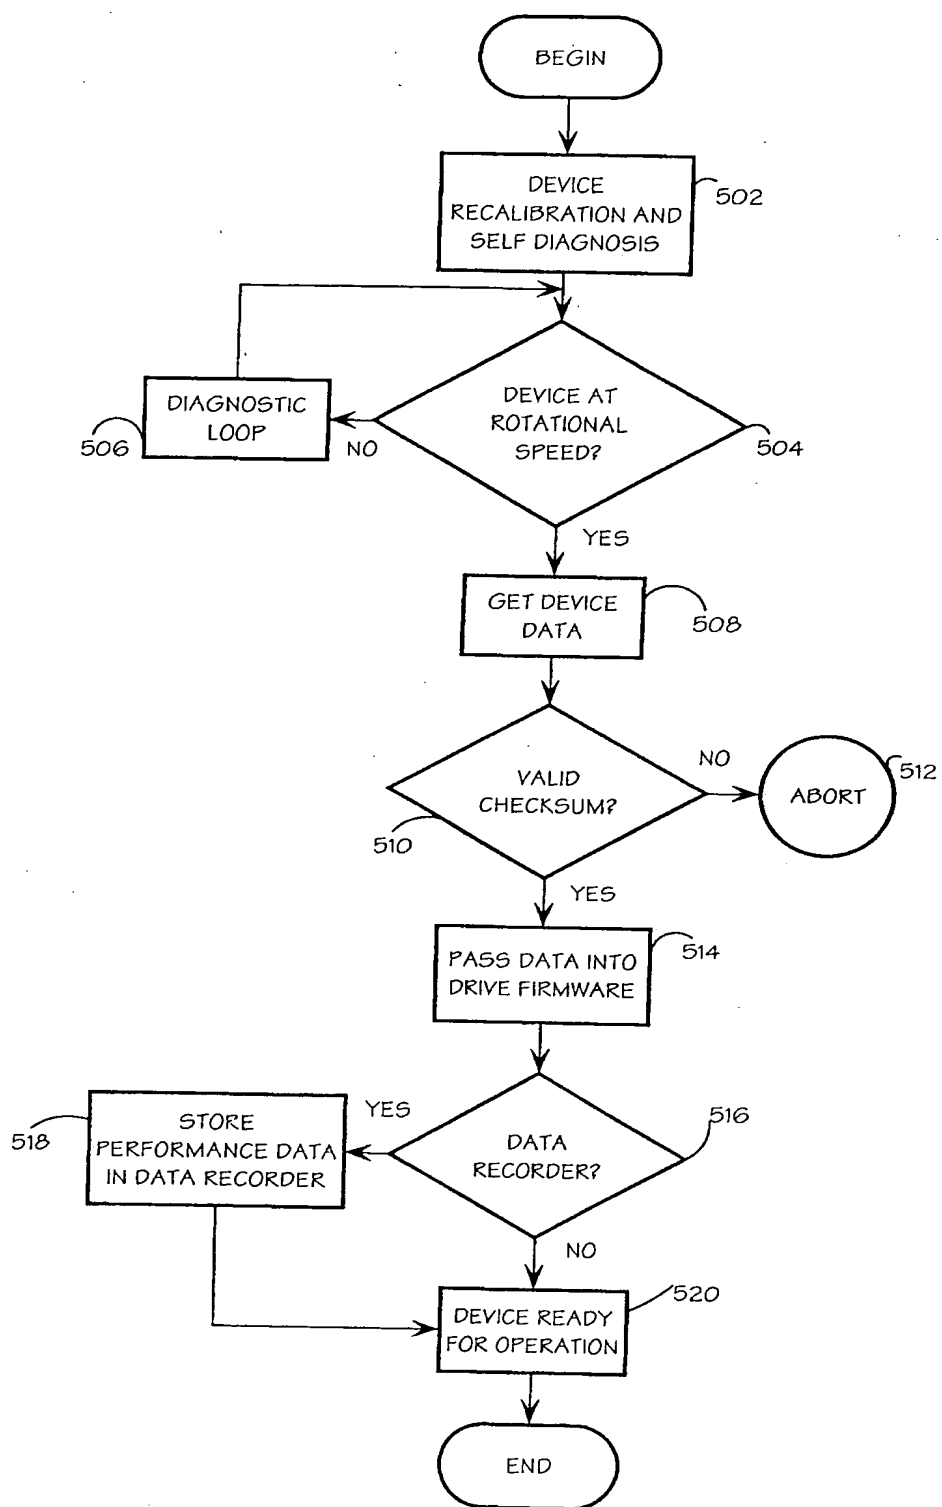 BEGIN
DEVICE
RECALIBRATION AND
SELF DIAGNOSIS
502
DEVICE AT
ROTATIONAL
SPEED?
504
DIAGNOSTIC
LOOP
506
NO
YES
GET DEVICE
DATA
508
VALID
CHECKSUM?
510
NO
ABORT
512
YES
PASS DATA INTO
DRIVE FIRMWARE
514
DATA
RECORDER?
516
YES
STORE
PERFORMANCE DATA
IN DATA RECORDER
518
NO
DEVICE READY
FOR OPERATION
520
END